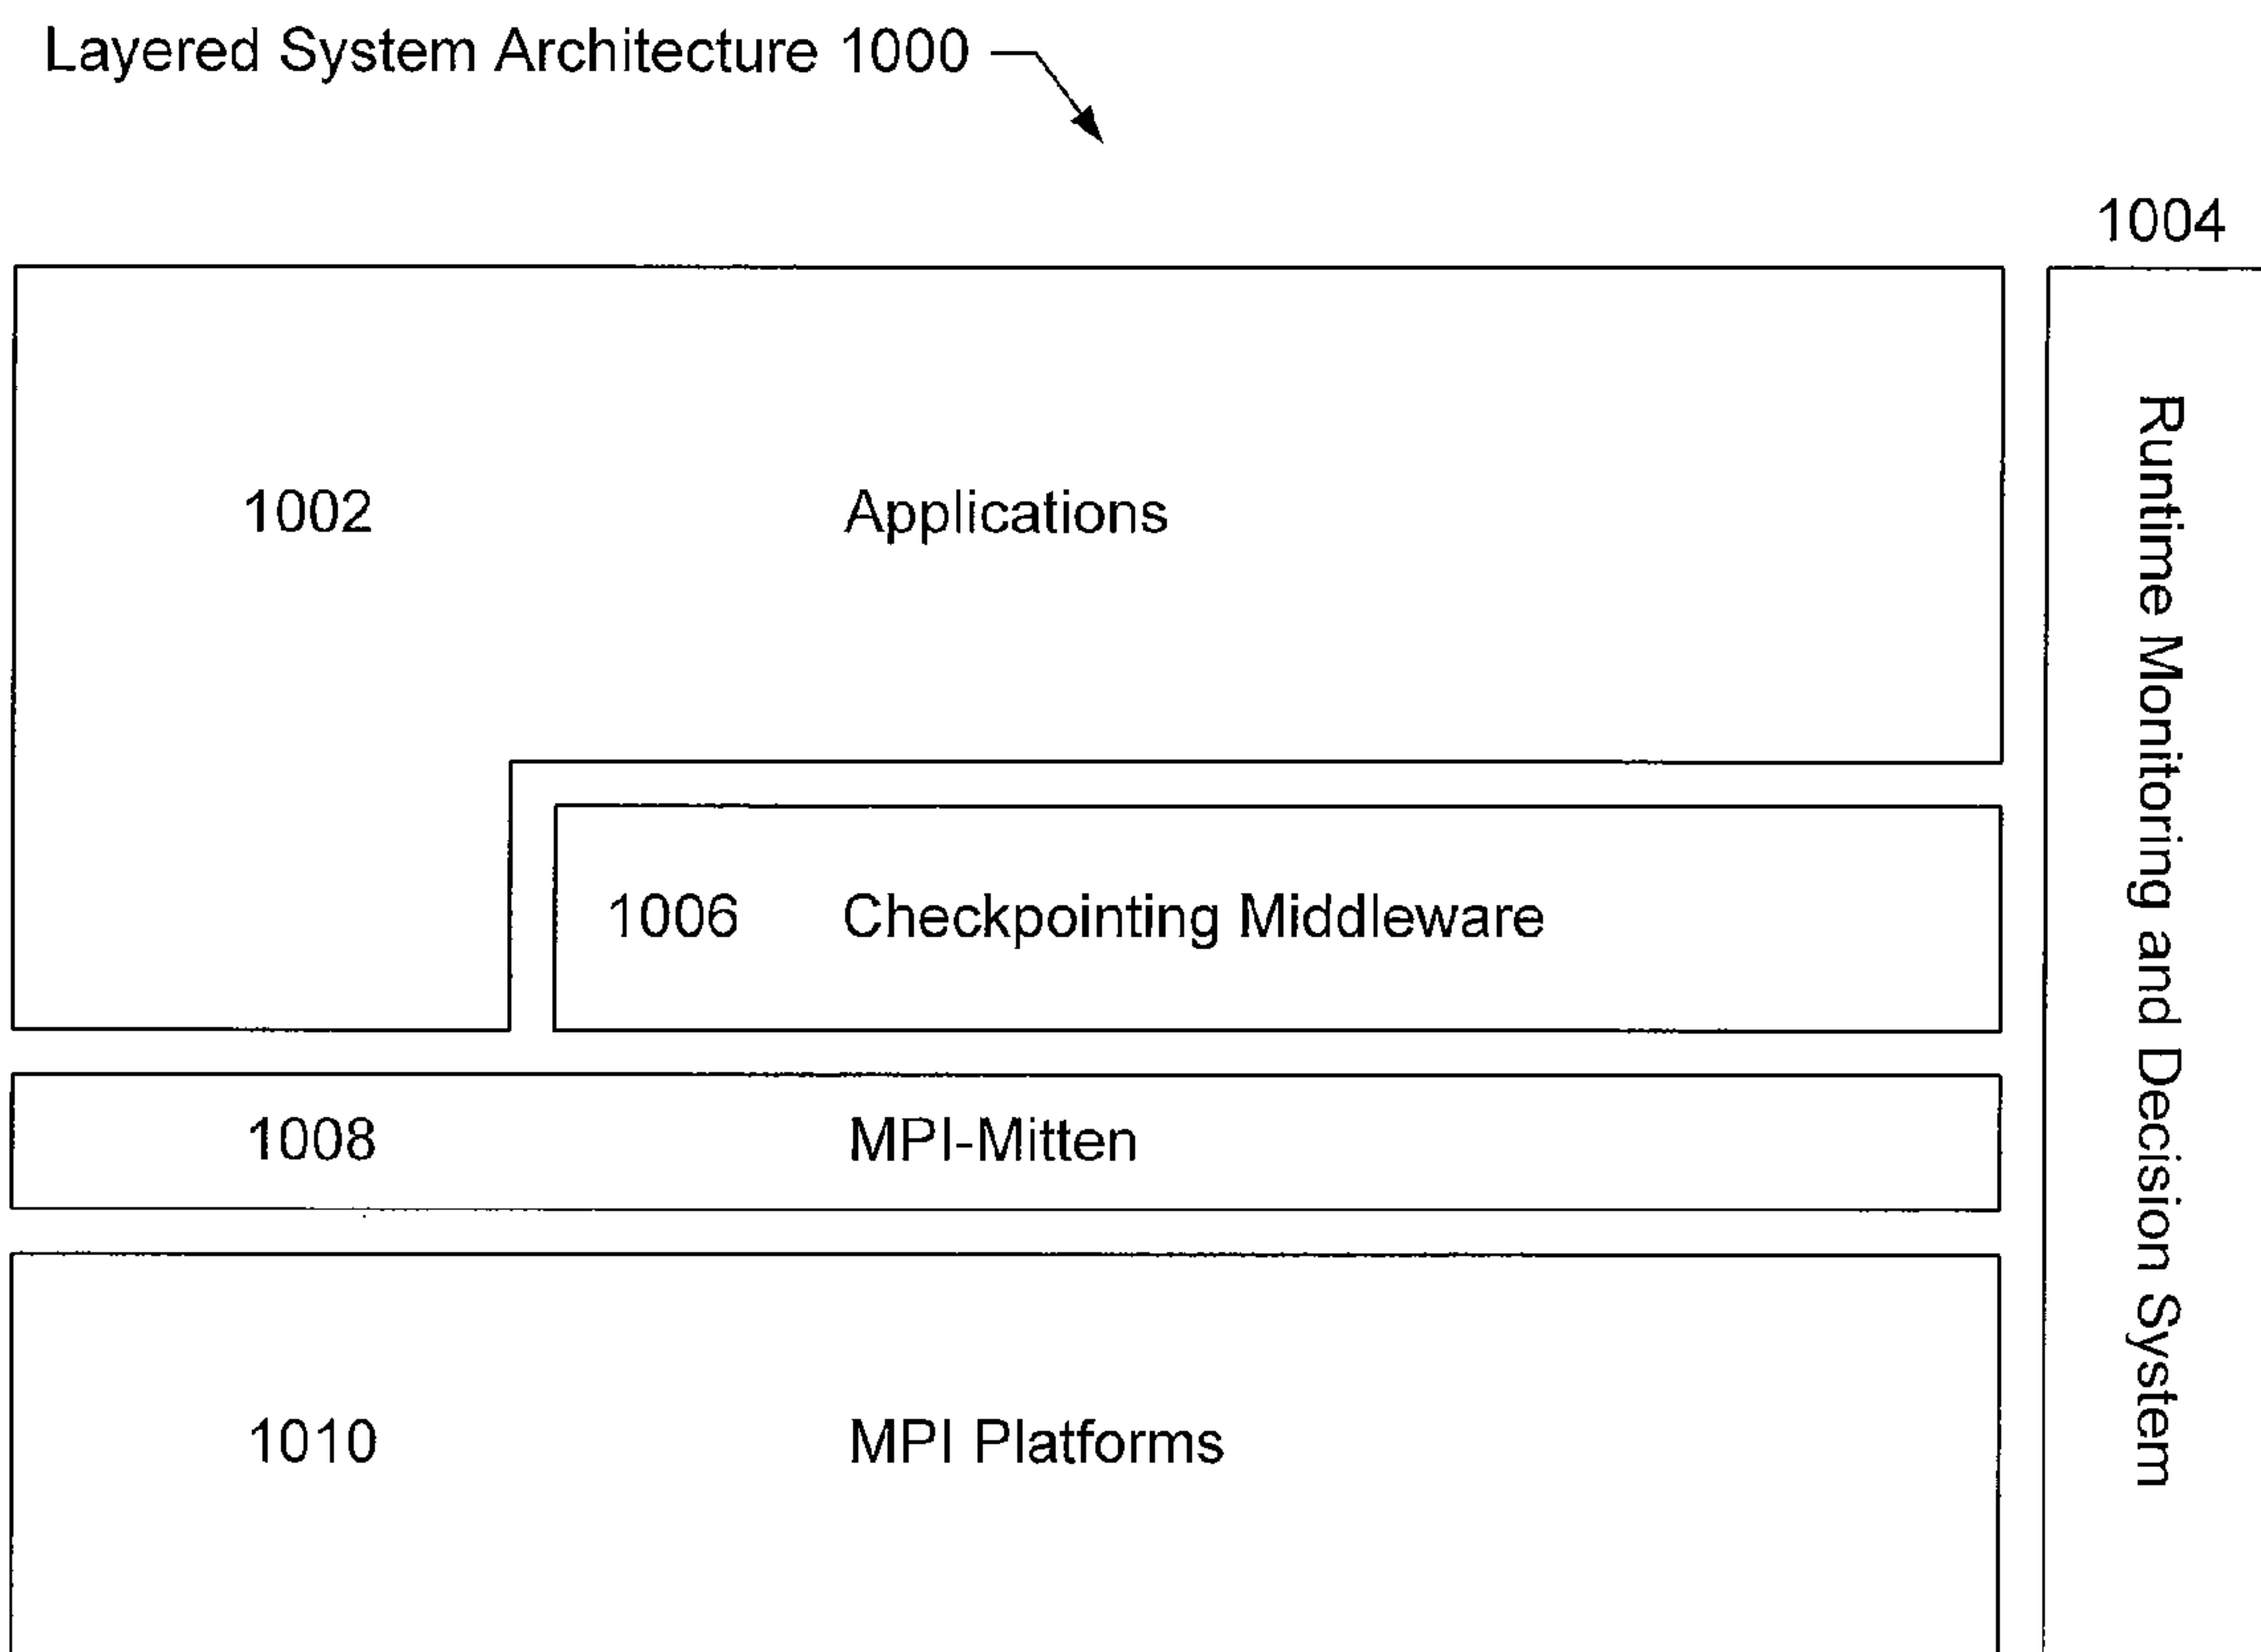 Layered System Architecture 1000
1004
1002 Applications
1006 Checkpointing Middleware
1008 MPI-Mitten
1010 MPI Platforms
Runtime Monitoring and Decision System